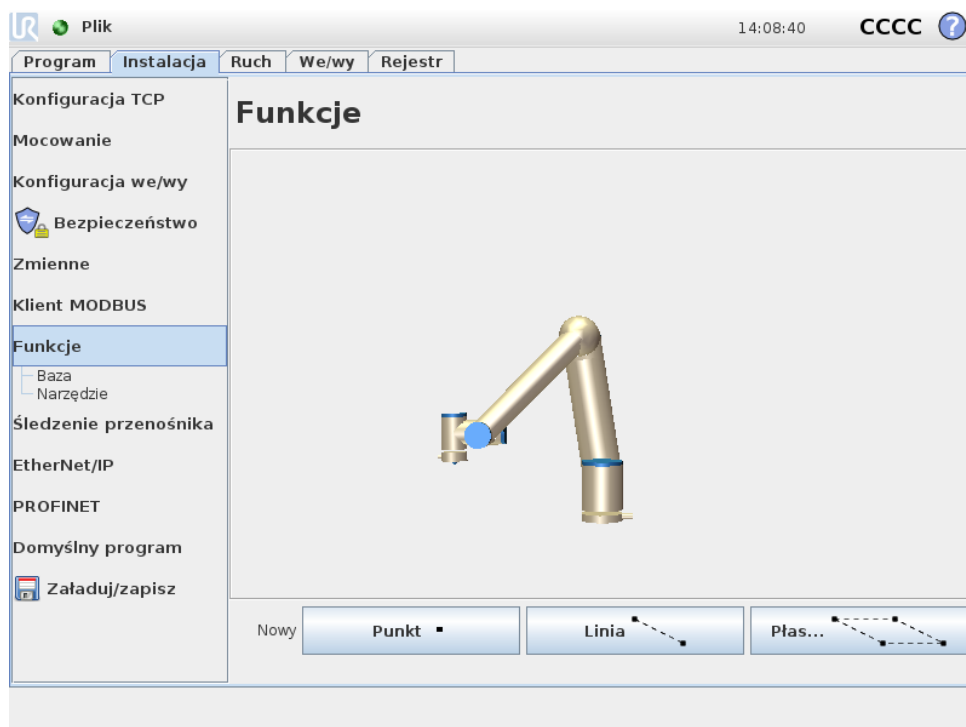 UR Plik 14:08:40 CCCC ?
Program Instalacja Ruch We/wy Rejestr
Konfiguracja TCP
Mocowanie
Konfiguracja we/wy
Bezpieczeństwo
Zmienne
Klient MODBUS
Funkcje
Baza
Narzędzie
Śledzenie przenośnika
EtherNet/IP
PROFINET
Domyślny program
Załaduj/zapisz
Funkcje
Nowy Punkt Linia Płas...